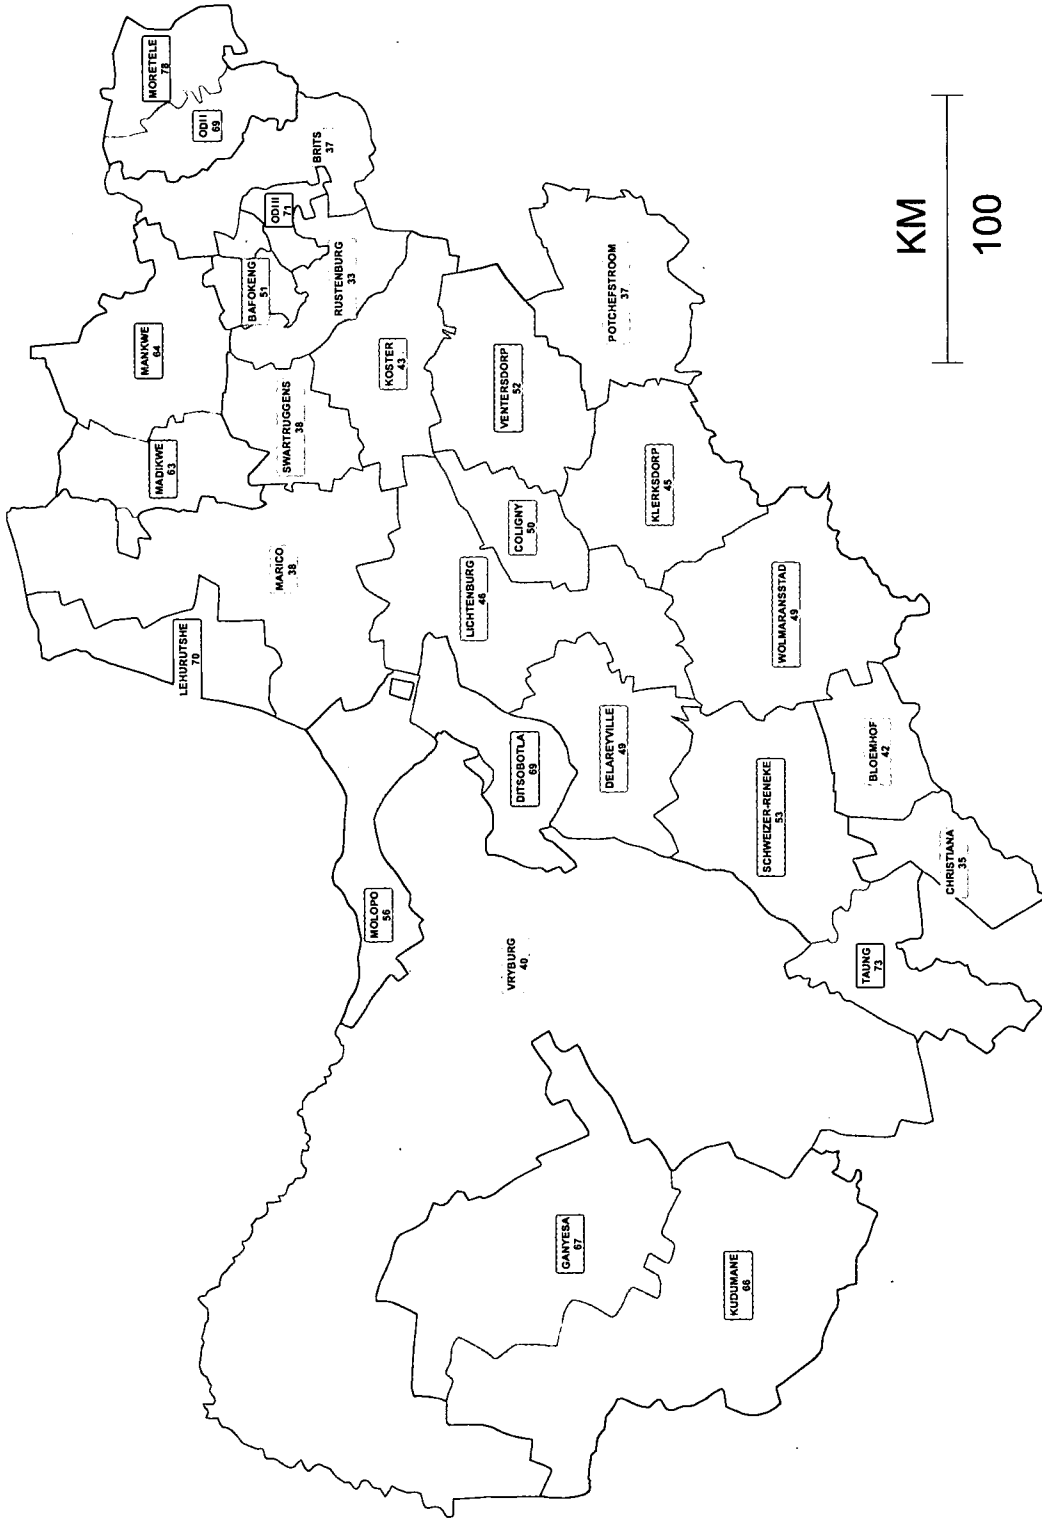 MORETELE
78
ODI I
69
BRITS
37
ODI II
71
BAFOKENG
51
RUSTENBURG
33
MANKWE
64
KOSTER
43
SWARTRUGGENS
38
MADIKWE
63
VENTERSDORP
52
POTCHEFSTROOM
37
KLERKSDORP
45
COLIGNY
50
LICHTENBURG
46
MARICO
38
LEHURUTSHE
70
WOLMARANSSTAD
49
DELAREYVILLE
49
DITSOBOTLA
69
BLOEMHOF
42
SCHWEIZER-RENEKE
53
CHRISTIANA
35
MOLOPO
56
VRYBURG
40
TAUNG
73
GANYESA
67
KUDUMANE
66
KM
100